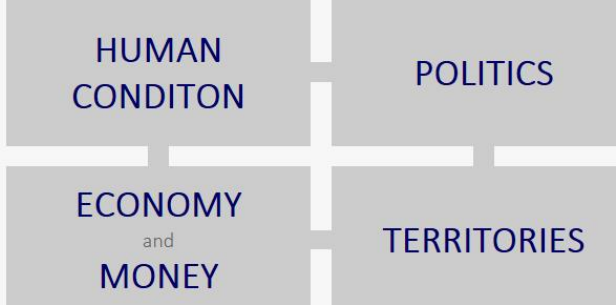 HUMAN
CONDITON
POLITICS
ECONOMY
and
MONEY
TERRITORIES